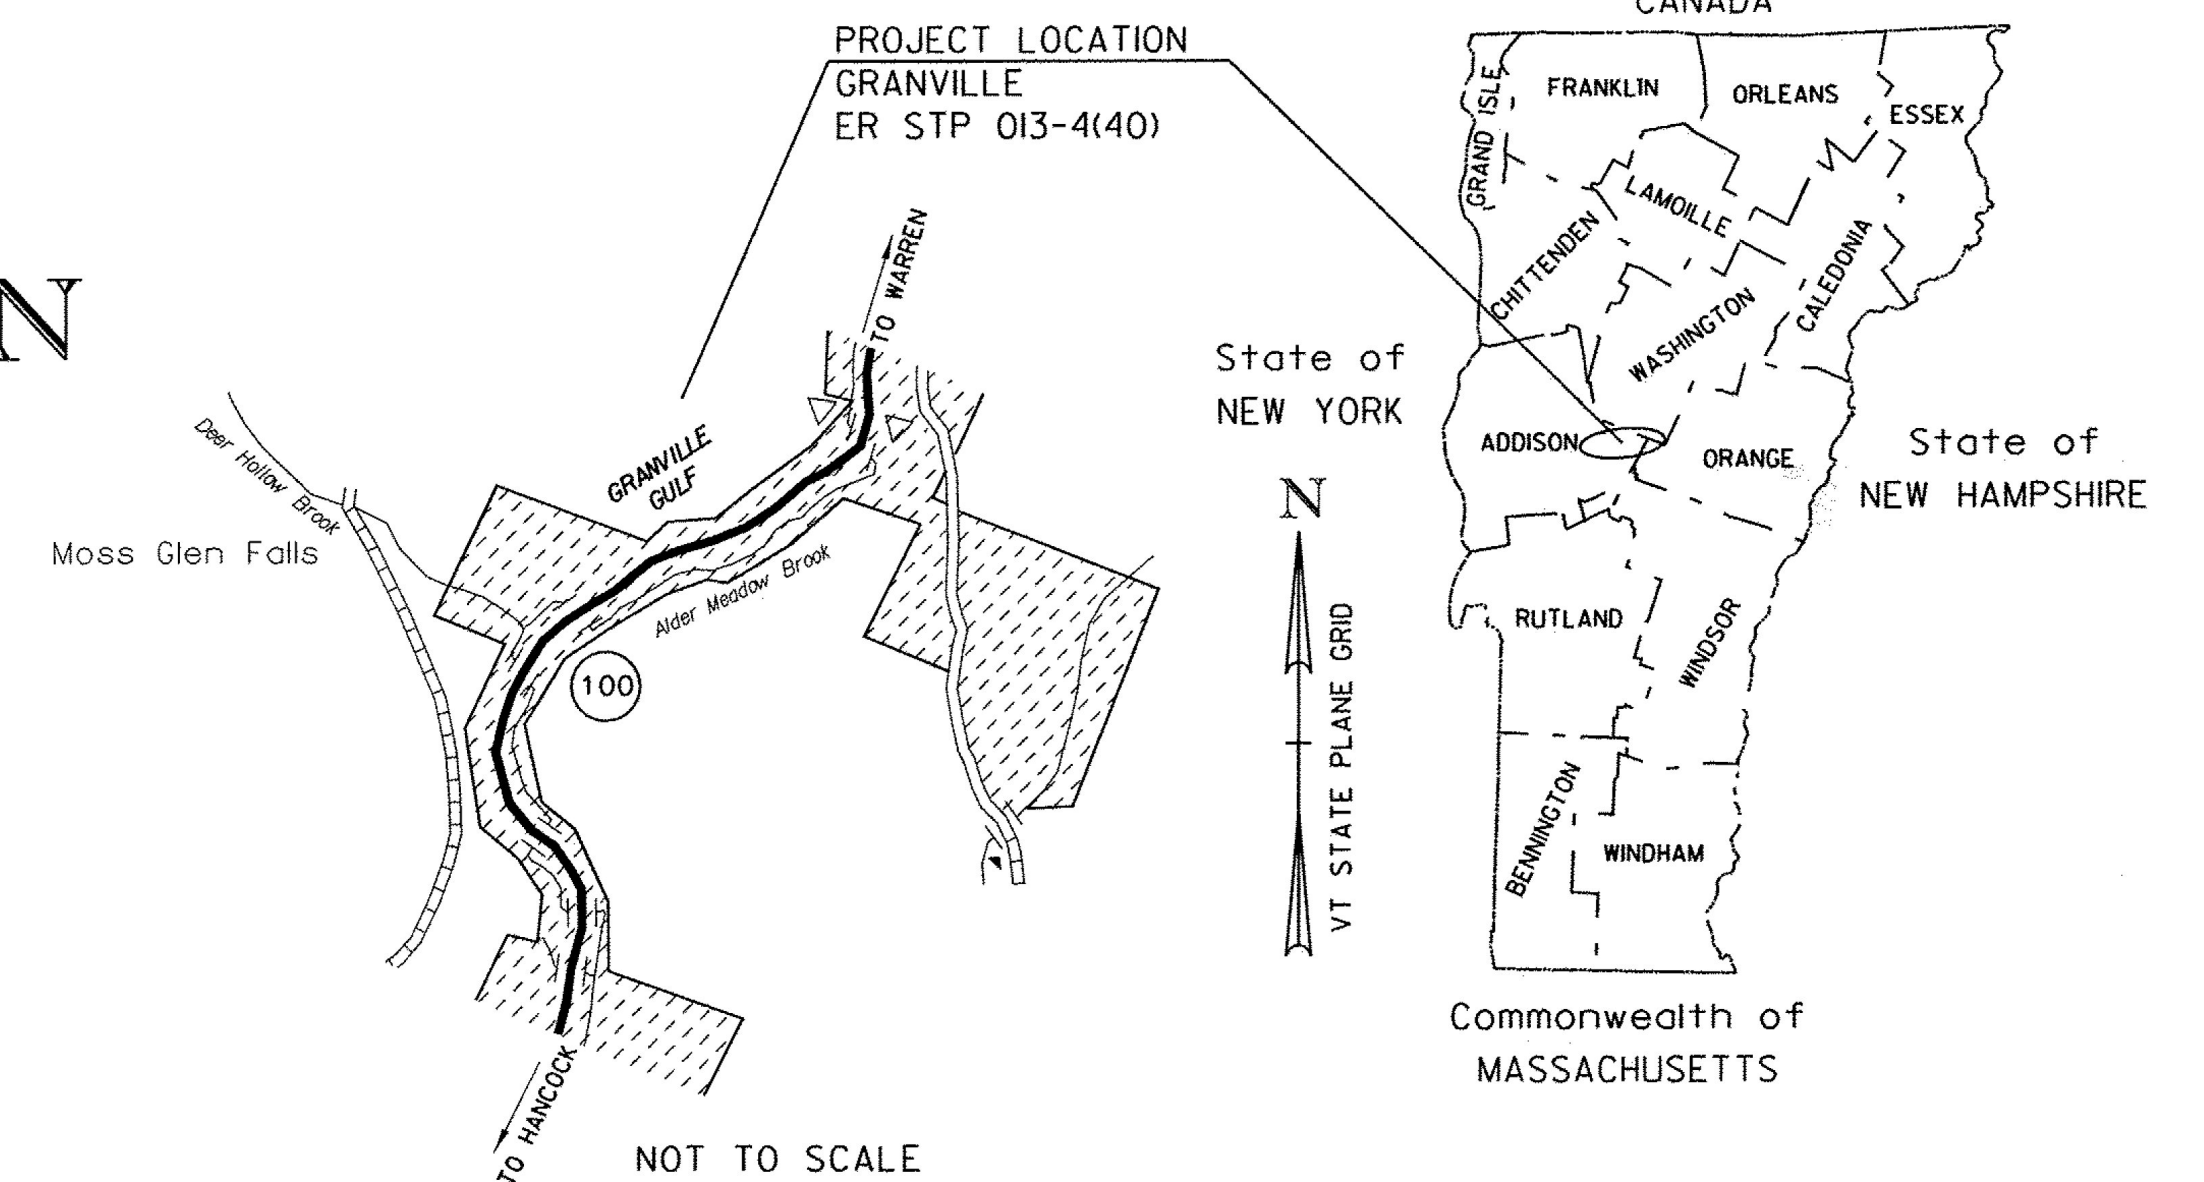 CANADA
PROJECT LOCATION
GRANVILLE
ER STP 013-4(40)
N
TO WARREN
Deer Hollow Brook
Moss Glen Falls
GRANVILLE
GULF
Alder Meadow Brook
100
TO HANCOCK
NOT TO SCALE
GRAND ISLE
FRANKLIN
ORLEANS
ESSEX
LAMOILLE
CHITTENDEN
WASHINGTON
CALEDONIA
State of
NEW YORK
ADDISON
ORANGE
State of
NEW HAMPSHIRE
N
VT STATE PLANE GRID
RUTLAND
WINDSOR
BENNINGTON
WINDHAM
Commonwealth of
MASSACHUSETTS